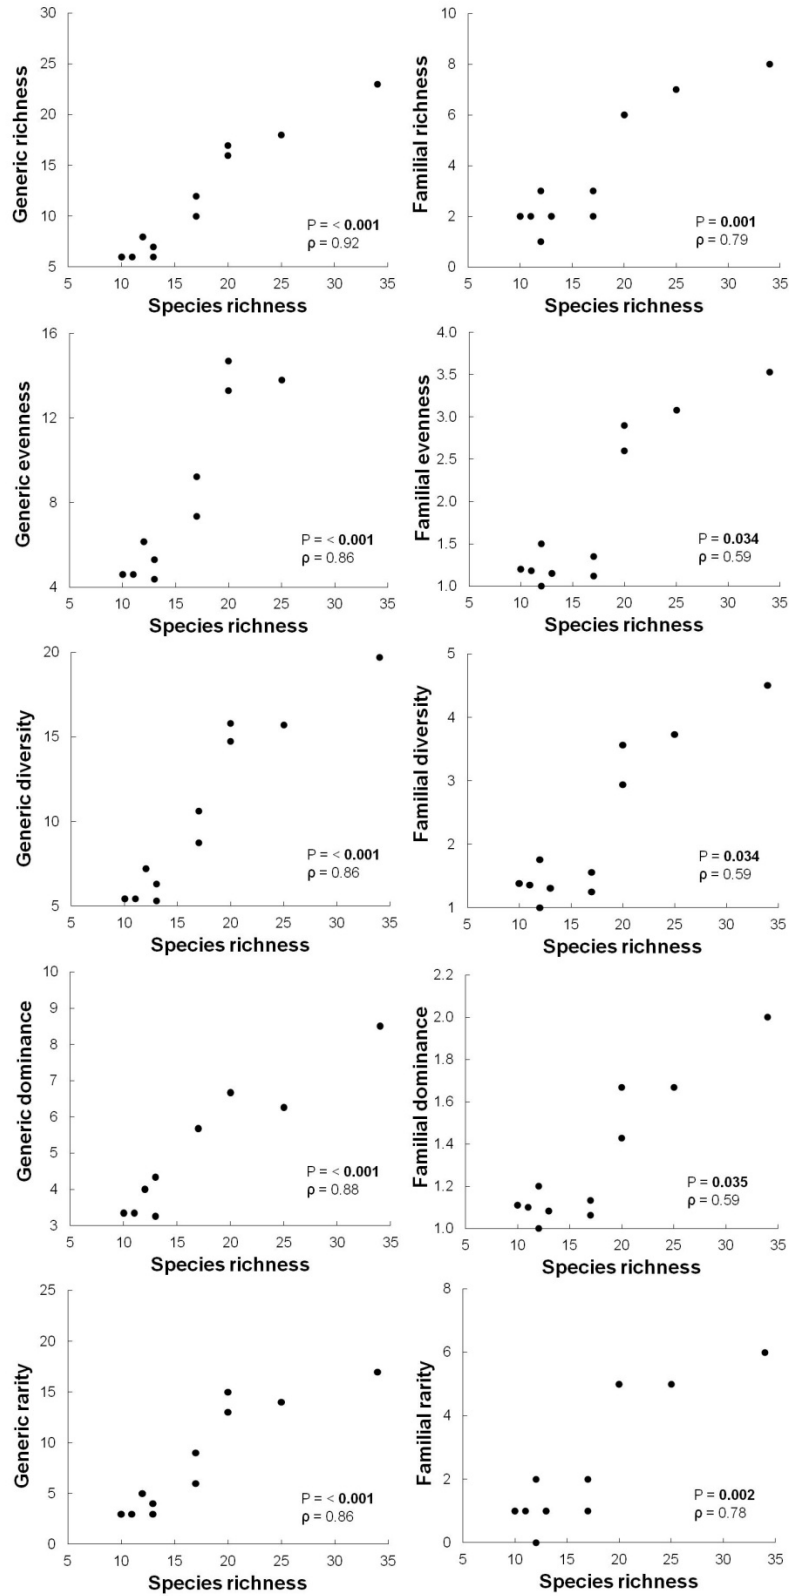 30
25
20
15
10
5
Generic richness
P = < 0.001
ρ = 0.92
5 10 15 20 25 30 35
Species richness
10
8
6
4
2
0
Familial richness
P = 0.001
ρ = 0.79
5 10 15 20 25 30 35
Species richness
16
12
8
4
Generic evenness
P = < 0.001
ρ = 0.86
5 10 15 20 25 30 35
Species richness
4.0
3.5
3.0
2.5
2.0
1.5
1.0
Familial evenness
P = 0.034
ρ = 0.59
5 10 15 20 25 30 35
Species richness
20
15
10
5
Generic diversity
P = < 0.001
ρ = 0.86
5 10 15 20 25 30 35
Species richness
5
4
3
2
1
Familial diversity
P = 0.034
ρ = 0.59
5 10 15 20 25 30 35
Species richness
10
9
8
7
6
5
4
3
Generic dominance
P = < 0.001
ρ = 0.88
5 10 15 20 25 30 35
Species richness
2.2
2.0
1.8
1.6
1.4
1.2
1.0
Familial dominance
P = 0.035
ρ = 0.59
5 10 15 20 25 30 35
Species richness
25
20
15
10
5
0
Generic rarity
P = < 0.001
ρ = 0.86
5 10 15 20 25 30 35
Species richness
8
6
4
2
0
Familial rarity
P = 0.002
ρ = 0.78
5 10 15 20 25 30 35
Species richness